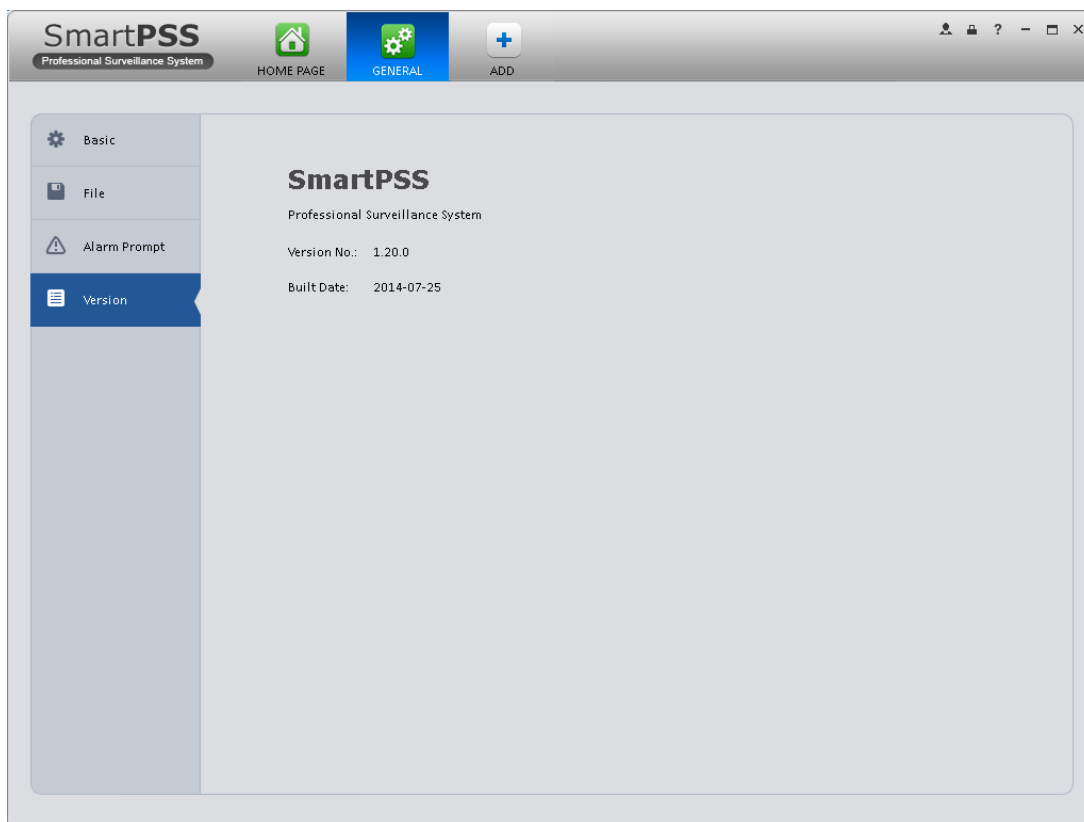 SmartPSS
Professional Surveillance System
HOME PAGE
GENERAL
ADD
?
Basic
File
Alarm Prompt
Version
SmartPSS
Professional Surveillance System
Version No.: 1.20.0
Built Date: 2014-07-25